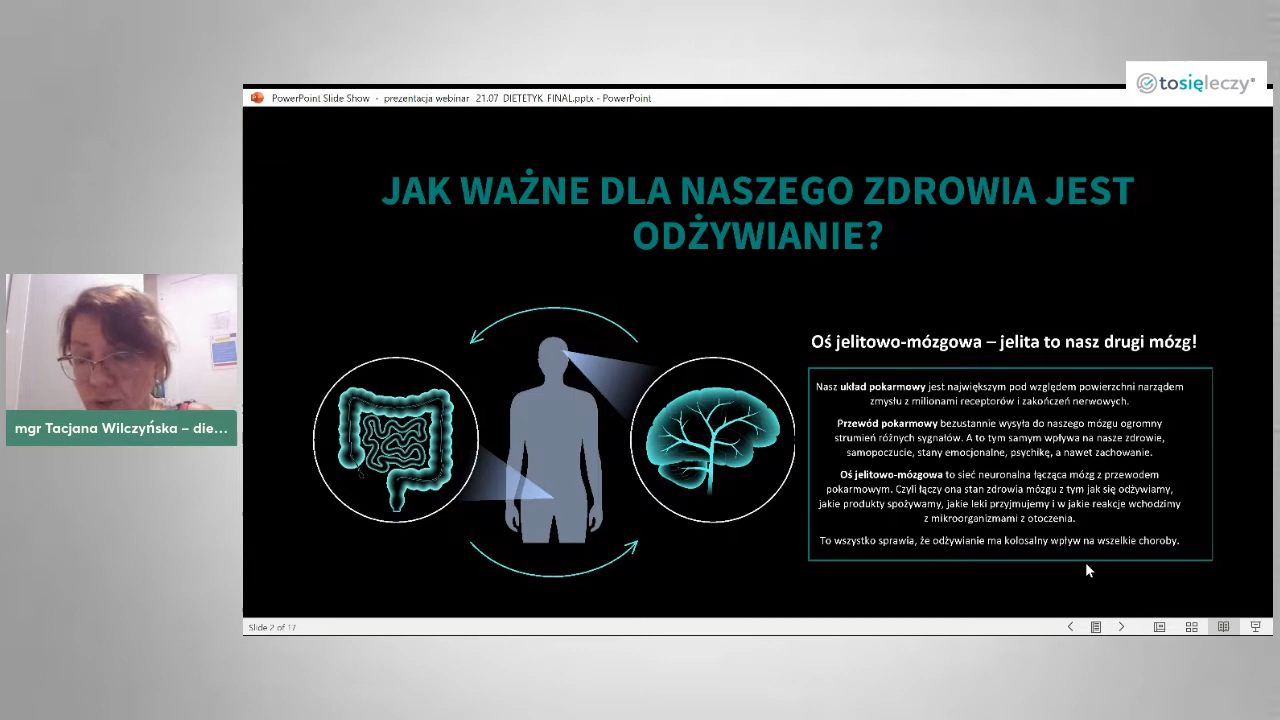 tosięleczy
PowerPoint Slide Show - prezentacja webinar 21.07 DIETETYK FINAL.pptx - PowerPoint
JAK WAŻNE DLA NASZEGO ZDROWIA JEST
ODŻYWIANIE?
Oś jelitowo-mózgowa – jelita to nasz drugi mózg!
Nasz układ pokarmowy jest największym pod względem powierzchni narządem
zmysłu z milionami receptorów i zakończeń nerwowych.
Przewód pokarmowy bezustannie wysyła do naszego mózgu ogromny
strumień różnych sygnałów. A to tym samym wpływa na nasze zdrowie,
samopoczucie, stany emocjonalne, psychikę, a nawet zachowanie.
Oś jelitowo-mózgowa to sieć neuronalna łącząca mózg z przewodem
pokarmowym. Czyli łączy ona stan zdrowia mózgu z tym jak się odżywiamy,
jakie produkty spożywamy, jakie leki przyjmujemy i w jakie reakcje wchodzimy
z mikroorganizmami z otoczenia.
To wszystko sprawia, że odżywianie ma kolosalny wpływ na wszelkie choroby.
mgr Tacjana Wilczyńska – die...
Slide 2 of 17